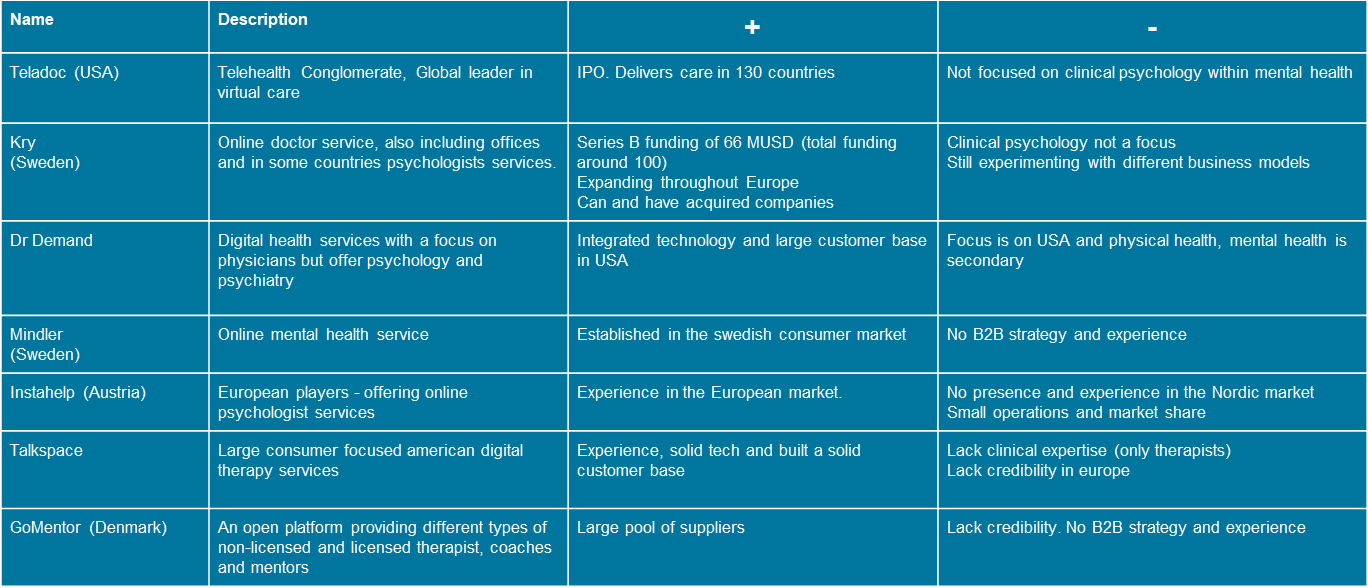 Name
Description
+
-
Teladoc (USA)
Telehealth Conglomerate, Global leader in
virtual care
IPO. Delivers care in 130 countries
Not focused on clinical psychology within mental health
Kry
(Sweden)
Online doctor service, also including offices
and in some countries psychologists services.
Series B funding of 66 MUSD (total funding
around 100)
Expanding throughout Europe
Can and have acquired companies
Clinical psychology not a focus
Still experimenting with different business models
Dr Demand
Digital health services with a focus on
physicians but offer psychology and
psychiatry
Integrated technology and large customer base
in USA
Focus is on USA and physical health, mental health is
secondary
Mindler
(Sweden)
Online mental health service
Established in the swedish consumer market
No B2B strategy and experience
Instahelp (Austria)
European players - offering online
psychologist services
Experience in the European market.
No presence and experience in the Nordic market
Small operations and market share
Talkspace
Large consumer focused american digital
therapy services
Experience, solid tech and built a solid
customer base
Lack clinical expertise (only therapists)
Lack credibility in europe
GoMentor (Denmark)
An open platform providing different types of
non-licensed and licensed therapist, coaches
and mentors
Large pool of suppliers
Lack credibility. No B2B strategy and experience